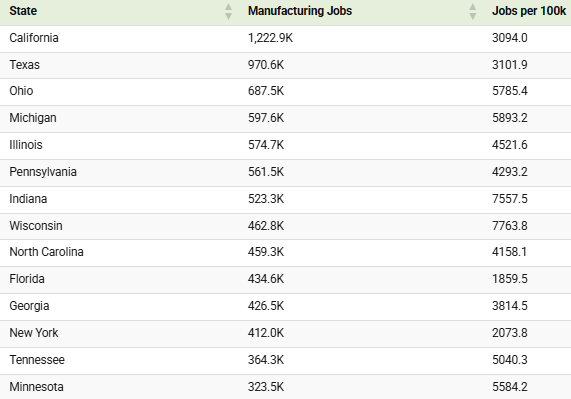 State Manufacturing Jobs Jobs per 100k
California 1,222.9K 3094.0
Texas 970.6K 3101.9
Ohio 687.5K 5785.4
Michigan 597.6K 5893.2
Illinois 574.7K 4521.6
Pennsylvania 561.5K 4293.2
Indiana 523.3K 7557.5
Wisconsin 462.8K 7763.8
North Carolina 459.3K 4158.1
Florida 434.6K 1859.5
Georgia 426.5K 3814.5
New York 412.0K 2073.8
Tennessee 364.3K 5040.3
Minnesota 323.5K 5584.2